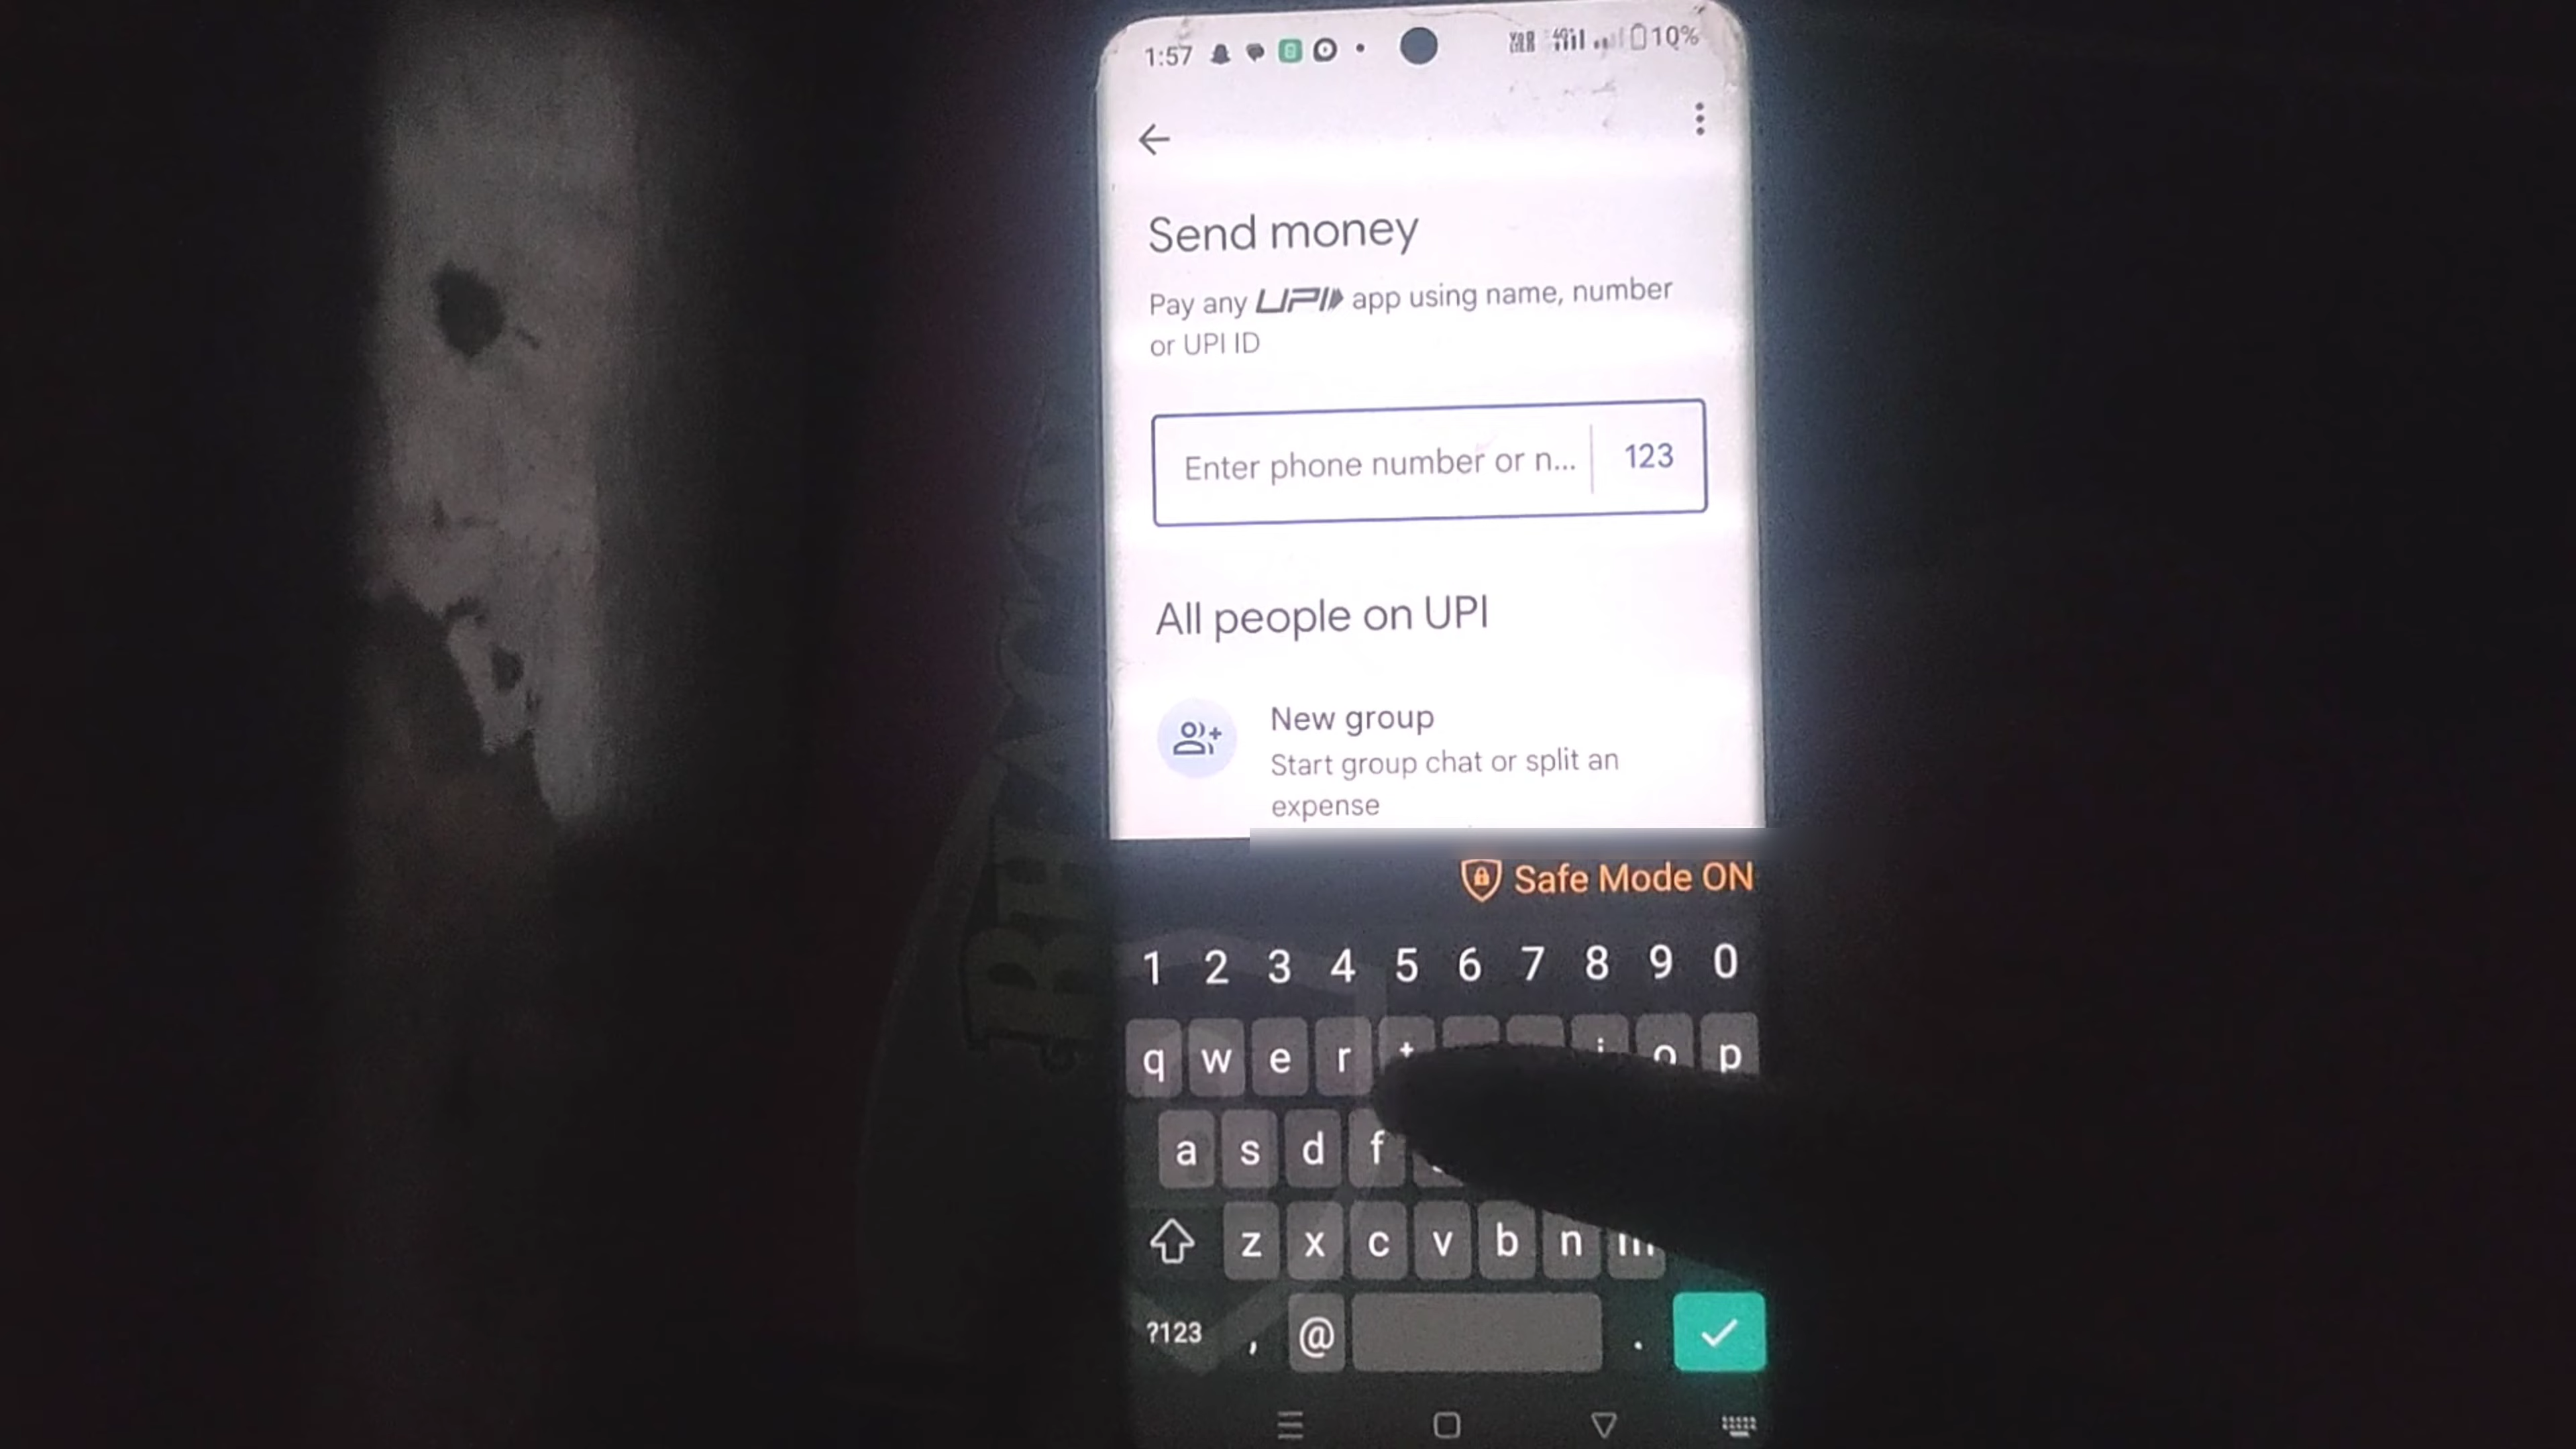 1:57 10%
Send money
Pay any UPI app using name, number
or UPI ID
Enter phone number or n... 123
All people on UPI
New group
Start group chat or split an
expense
Safe Mode ON
1 2 3 4 5 6 7 8 9 0
q w e r t i o p
a s d f
z x c v b n m
?123 , @ .